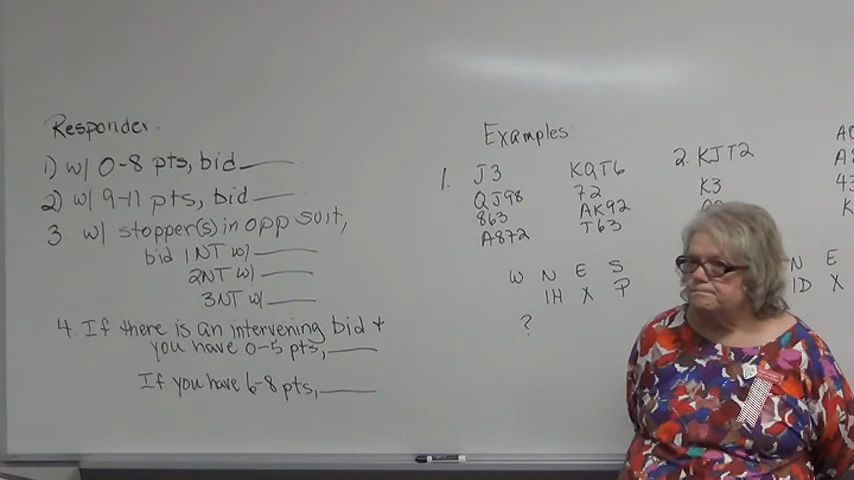 Responder.
1) w/ 0-8 pts, bid
2) w/ 9-11 pts, bid
3 w/ stopper(s) in opp suit,
bid 1NT w/
2NT w/
3NT w/
4. If there is an intervening bid +
you have 0-5 pts,
If you have 6-8 pts,
Examples:
1.
J3
QJ98
863
A872
KQT6
72
AK92
T63
W N E S
1H X P
?
2. KJT2
K3
N E
1D X